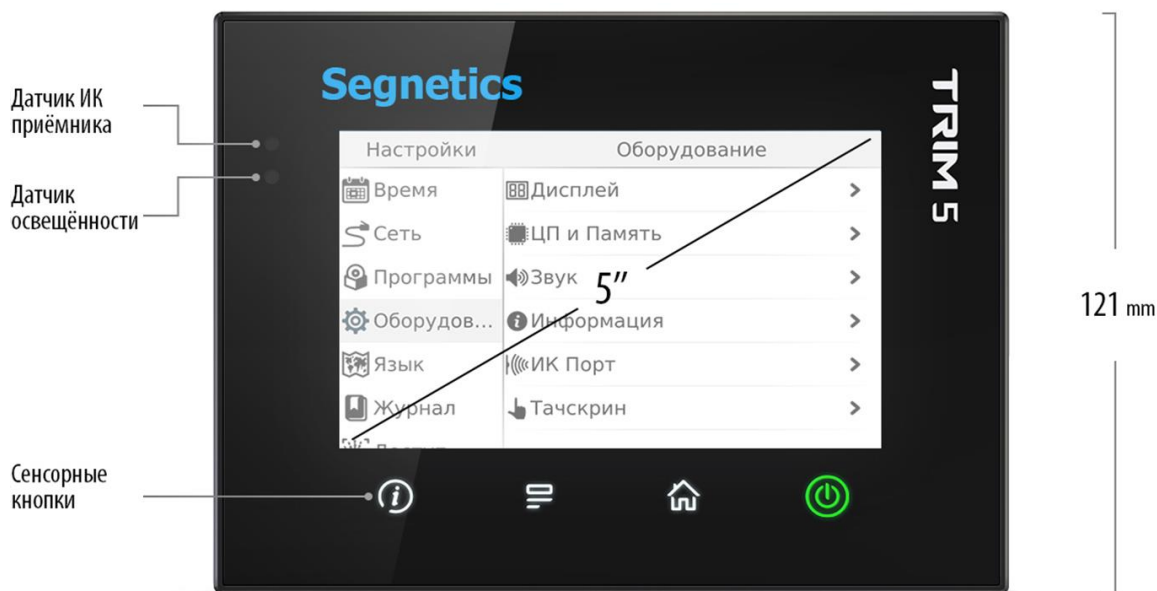 Segnetics
TRIM 5
Датчик ИК
приёмника
Датчик
освещённости
Сенсорные
кнопки
Настройки
Время
Сеть
Программы
Оборудов...
Язык
Журнал
Оборудование
Дисплей
ЦП и Память
Звук
Информация
ИК Порт
Тачскрин
5″
121 mm